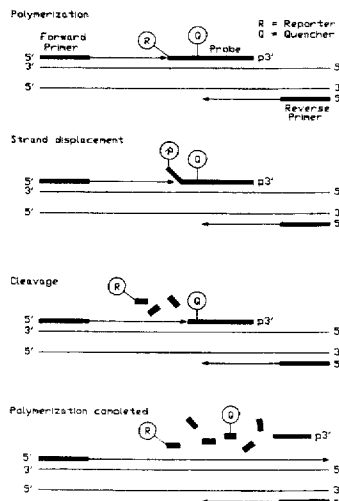 Polymerization
Forward
Primer
R = Reporter
Q = Quencher
R
Q
Probe
5'
3'
p3'
5'
5'
3'
Reverse
Primer
5'
Strand displacement
R
Q
5'
3'
p3'
5'
5'
3'
5'
Cleavage
R
Q
5'
3'
p3'
5'
5'
3'
5'
Polymerization completed
R
Q
p3'
5'
3'
5'
5'
3'
5'